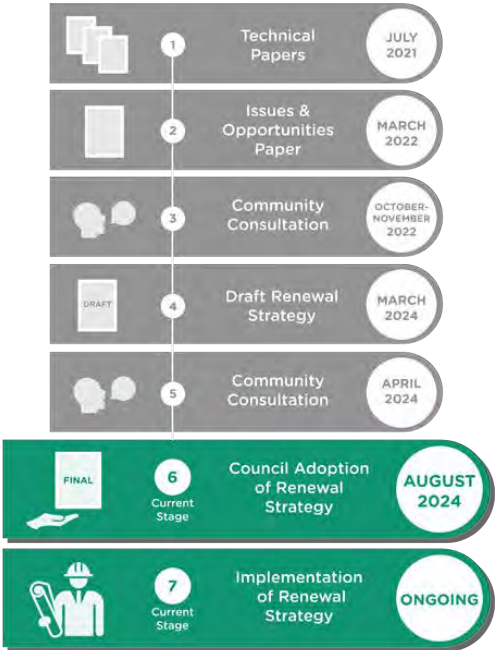 1
Technical
Papers
JULY
2021
2
Issues &
Opportunities
Paper
MARCH
2022
3
Community
Consultation
OCTOBER-
NOVEMBER
2022
DRAFT
4
Draft Renewal
Strategy
MARCH
2024
5
Community
Consultation
APRIL
2024
FINAL
6
Current
Stage
Council Adoption
of Renewal
Strategy
AUGUST
2024
7
Current
Stage
Implementation
of Renewal
Strategy
ONGOING